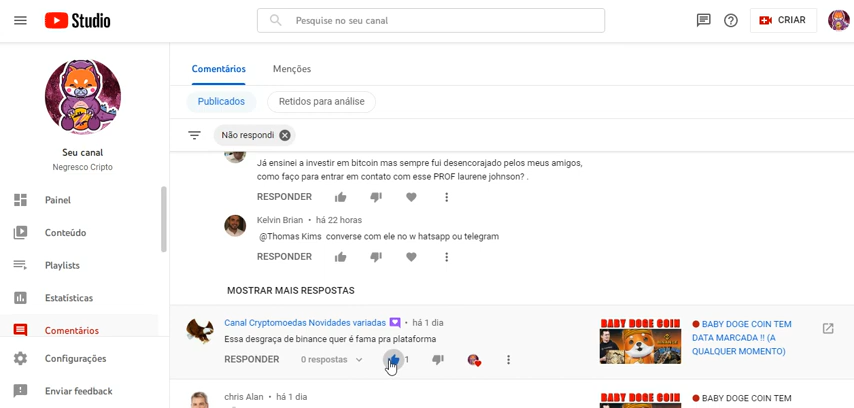 Studio
Pesquise no seu canal
CRIAR
Seu canal
Negresco Cripto
Painel
Conteúdo
Playlists
Estatísticas
Comentários
Configurações
Enviar feedback
Comentários
Menções
Publicados
Retidos para análise
Não respondi
Já ensinei a investir em bitcoin mas sempre fui desencorajado pelos meus amigos,
como faço para entrar em contato com esse PROF laurene johnson? .
RESPONDER
Kelvin Brian • há 22 horas
@Thomas Kims converse com ele no w hatsapp ou telegram
RESPONDER
MOSTRAR MAIS RESPOSTAS
Canal Cryptomoedas Novidades variadas • há 1 dia
Essa desgraça de binance quer é fama pra plataforma
RESPONDER 0 respostas 1
BABY DOGE COIN
BABY DOGE COIN TEM
DATA MARCADA !! (A
QUALQUER MOMENTO)
chris Alan • há 1 dia
BABY DOGE COIN
BABY DOGE COIN TEM